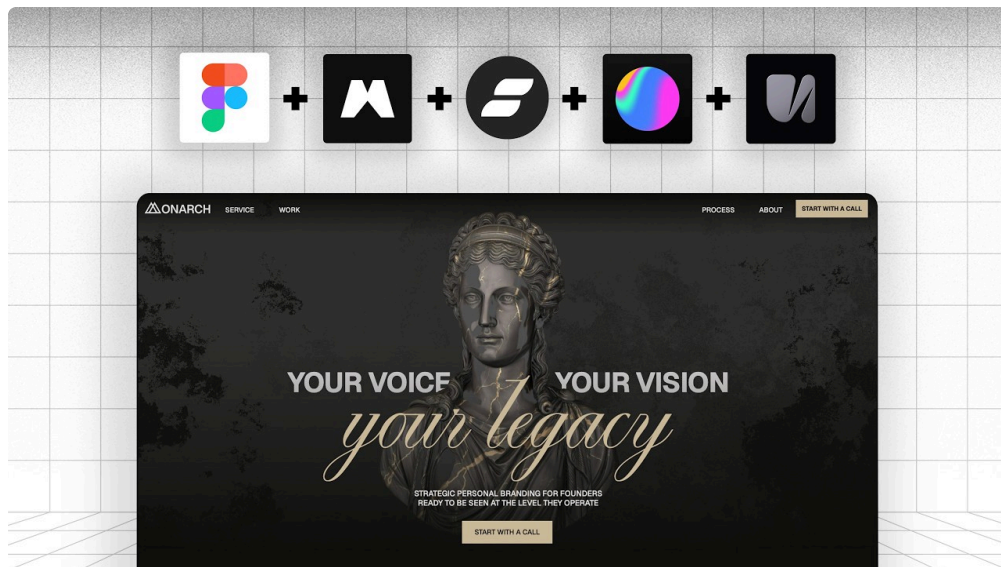 MONARCH
SERVICE
WORK
PROCESS
ABOUT
START WITH A CALL
YOUR VOICE
YOUR VISION
your legacy
STRATEGIC PERSONAL BRANDING FOR FOUNDERS
READY TO BE SEEN AT THE LEVEL THEY OPERATE
START WITH A CALL